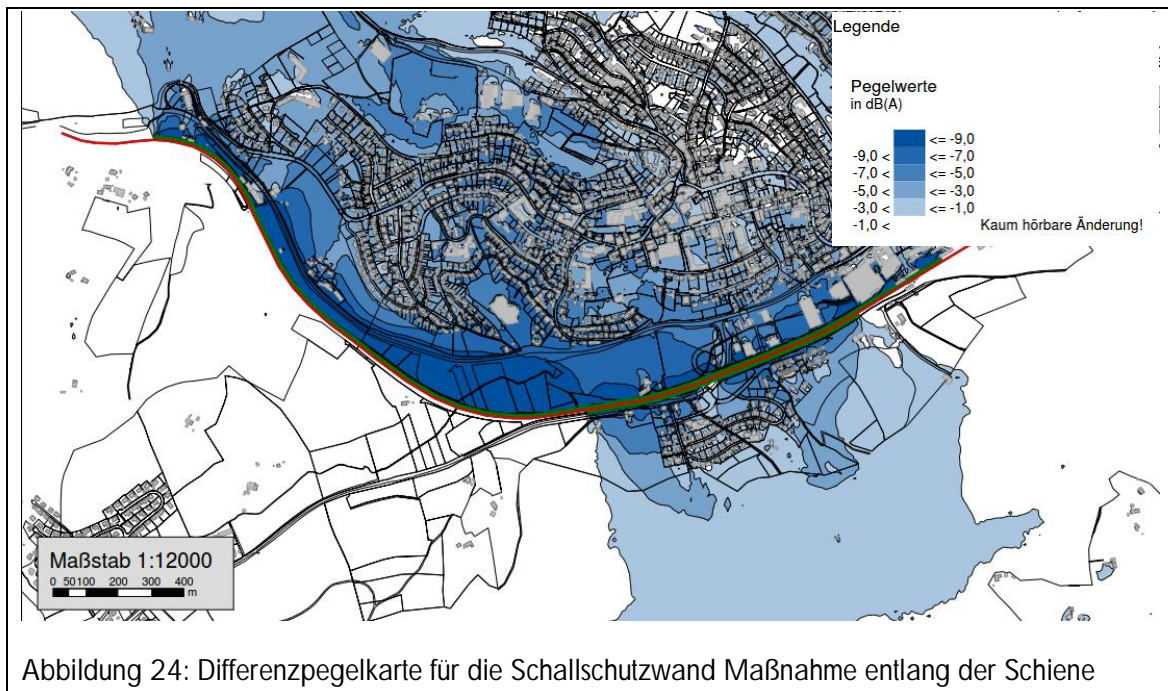 Legende
Pegelwerte
in dB(A)
<= -9,0
-9,0 < <= -7,0
-7,0 < <= -5,0
-5,0 < <= -3,0
-3,0 < <= -1,0
-1,0 < Kaum hörbare Änderung!
Maßstab 1:12000
0 50 100 200 300 400
m
Abbildung 24: Differenzpegelkarte für die Schallschutzwand Maßnahme entlang der Schiene